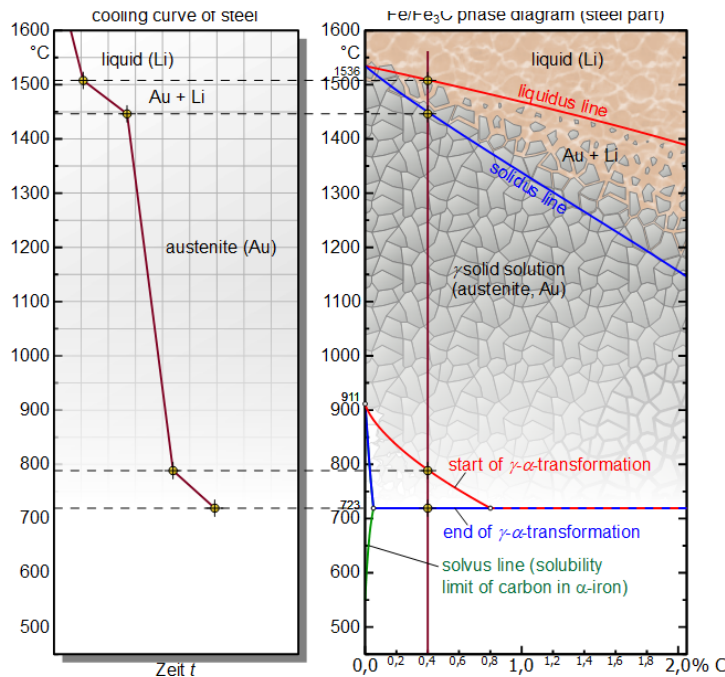 cooling curve of steel
1600
°C
1500
1400
1300
1200
1100
1000
900
800
700
600
500
liquid (Li)
Au + Li
austenite (Au)
Zeit t
Fe/Fe₃C phase diagram (steel part)
1600
°C
1536
1500
1400
1300
1200
1100
1000
911
900
800
723
700
600
500
liquid (Li)
liquidus line
Au + Li
solidus line
γ solid solution
(austenite, Au)
start of γ-α-transformation
end of γ-α-transformation
solvus line (solubility
limit of carbon in α-iron)
0,0 0,2 0,4 0,6 0,8 1,0 1,2 1,4 1,6 1,8 2,0 % C